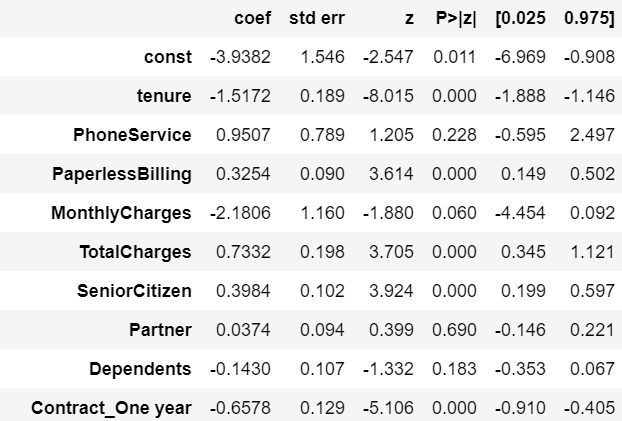 coef std err z P>|z| [0.025 0.975]
const -3.9382 1.546 -2.547 0.011 -6.969 -0.908
tenure -1.5172 0.189 -8.015 0.000 -1.888 -1.146
PhoneService 0.9507 0.789 1.205 0.228 -0.595 2.497
PaperlessBilling 0.3254 0.090 3.614 0.000 0.149 0.502
MonthlyCharges -2.1806 1.160 -1.880 0.060 -4.454 0.092
TotalCharges 0.7332 0.198 3.705 0.000 0.345 1.121
SeniorCitizen 0.3984 0.102 3.924 0.000 0.199 0.597
Partner 0.0374 0.094 0.399 0.690 -0.146 0.221
Dependents -0.1430 0.107 -1.332 0.183 -0.353 0.067
Contract_One year -0.6578 0.129 -5.106 0.000 -0.910 -0.405